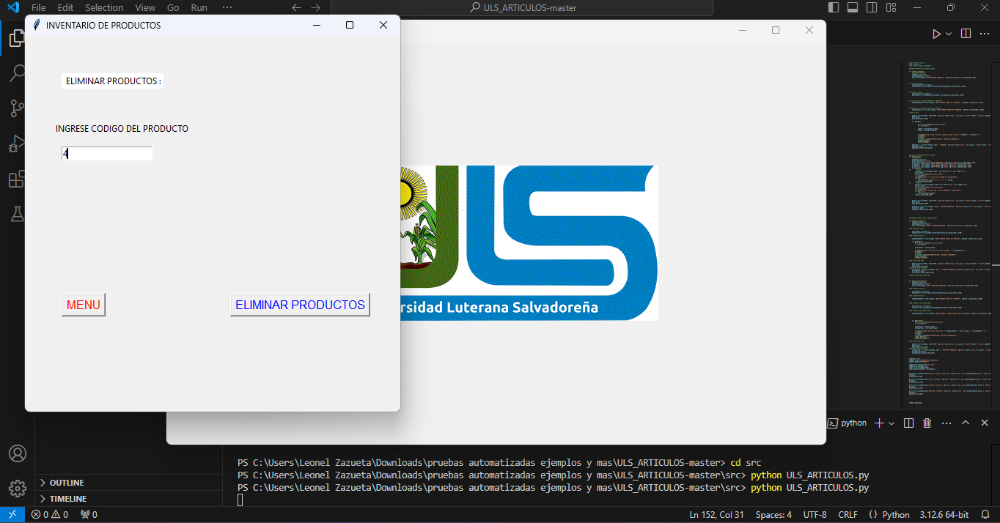 File Edit Selection View Go Run ···
ULS_ARTICULOS-master
INVENTARIO DE PRODUCTOS
ELIMINAR PRODUCTOS :
INGRESE CODIGO DEL PRODUCTO
4
MENU
ELIMINAR PRODUCTOS
rsidad Luterana Salvadoreña
python
PS C:\Users\Leonel Zazueta\Downloads\pruebas automatizadas ejemplos y mas\ULS_ARTICULOS-master> cd src
PS C:\Users\Leonel Zazueta\Downloads\pruebas automatizadas ejemplos y mas\ULS_ARTICULOS-master\src> python ULS_ARTICULOS.py
PS C:\Users\Leonel Zazueta\Downloads\pruebas automatizadas ejemplos y mas\ULS_ARTICULOS-master\src> python ULS_ARTICULOS.py
OUTLINE
TIMELINE
0 0 0
Ln 152, Col 31 Spaces: 4 UTF-8 CRLF {} Python 3.12.6 64-bit